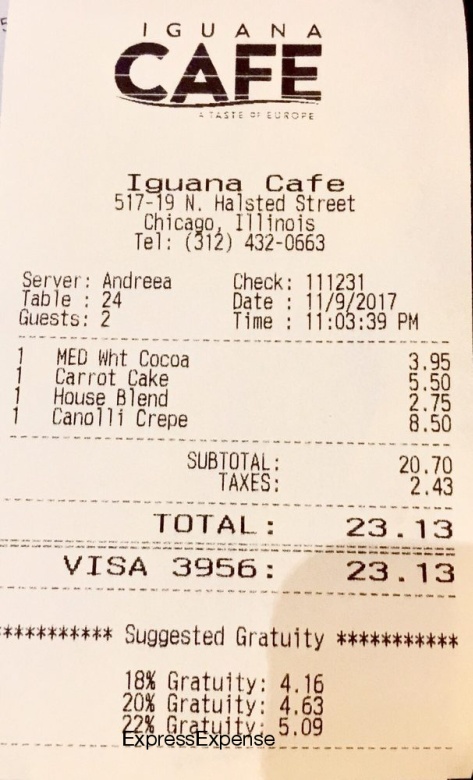 IGUANA
CAFE
A TASTE OF EUROPE
Iguana Cafe
517-19 N. Halsted Street
Chicago, Illinois
Tel: (312) 432-0663
Server: Andreea Check: 111231
Table : 24 Date : 11/9/2017
Guests: 2 Time : 11:03:39 PM
1 MED Wht Cocoa 3.95
1 Carrot Cake 5.50
1 House Blend 2.75
1 Canolli Crepe 8.50
SUBTOTAL: 20.70
TAXES: 2.43
TOTAL: 23.13
VISA 3956: 23.13
********** Suggested Gratuity ***********
18% Gratuity: 4.16
20% Gratuity: 4.63
22% Gratuity: 5.09
ExpressExpense